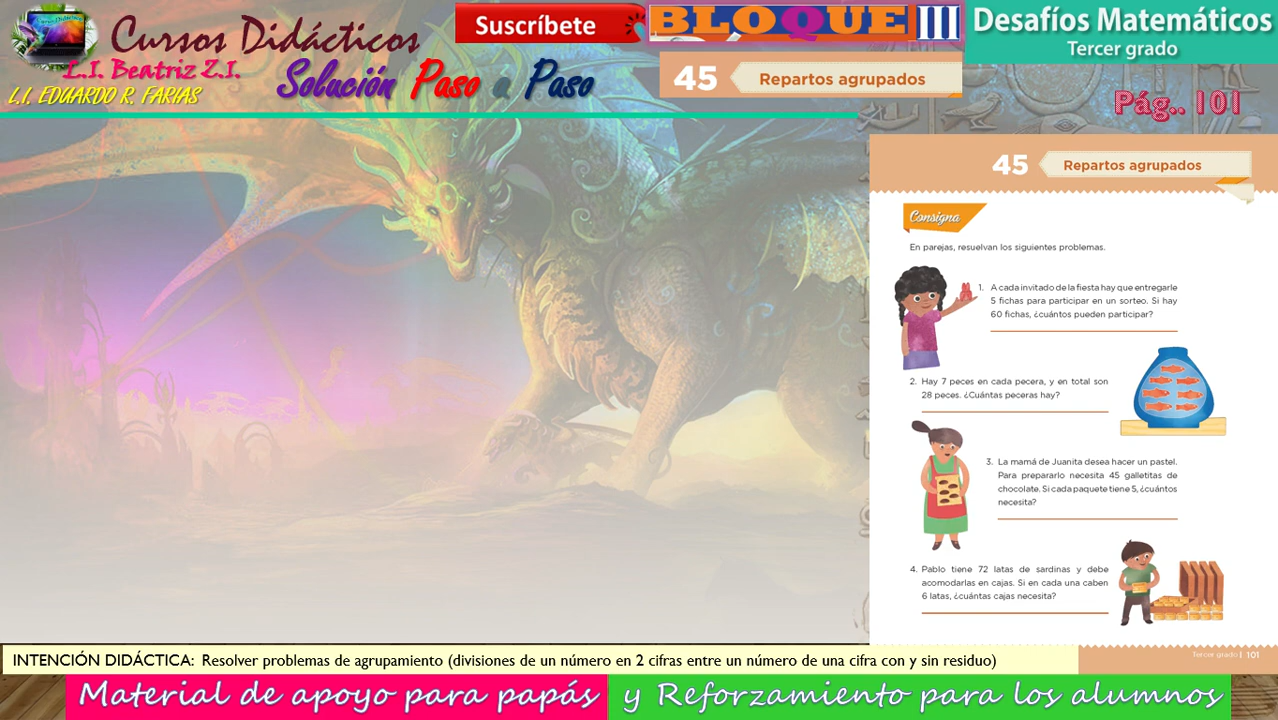 Cursos Didácticos
L.I. Beatriz Z.I.
L.I. EDUARDO R. FARIAS
Solución Paso a Paso
Suscríbete
BLOQUE III
45 Repartos agrupados
Desafíos Matemáticos
Tercer grado
Pág.. 101
45 Repartos agrupados
Consigna
En parejas, resuelvan los siguientes problemas.
1. A cada invitado de la fiesta hay que entregarle
5 fichas para participar en un sorteo. Si hay
60 fichas, ¿cuántos pueden participar?
2. Hay 7 peces en cada pecera, y en total son
28 peces. ¿Cuántas peceras hay?
3. La mamá de Juanita desea hacer un pastel.
Para prepararlo necesita 45 galletitas de
chocolate. Si cada paquete tiene 5, ¿cuántos
necesita?
4. Pablo tiene 72 latas de sardinas y debe
acomodarlas en cajas. Si en cada una caben
6 latas, ¿cuántas cajas necesita?
Tercer grado | 101
INTENCIÓN DIDÁCTICA: Resolver problemas de agrupamiento (divisiones de un número en 2 cifras entre un número de una cifra con y sin residuo)
Material de apoyo para papás y Reforzamiento para los alumnos